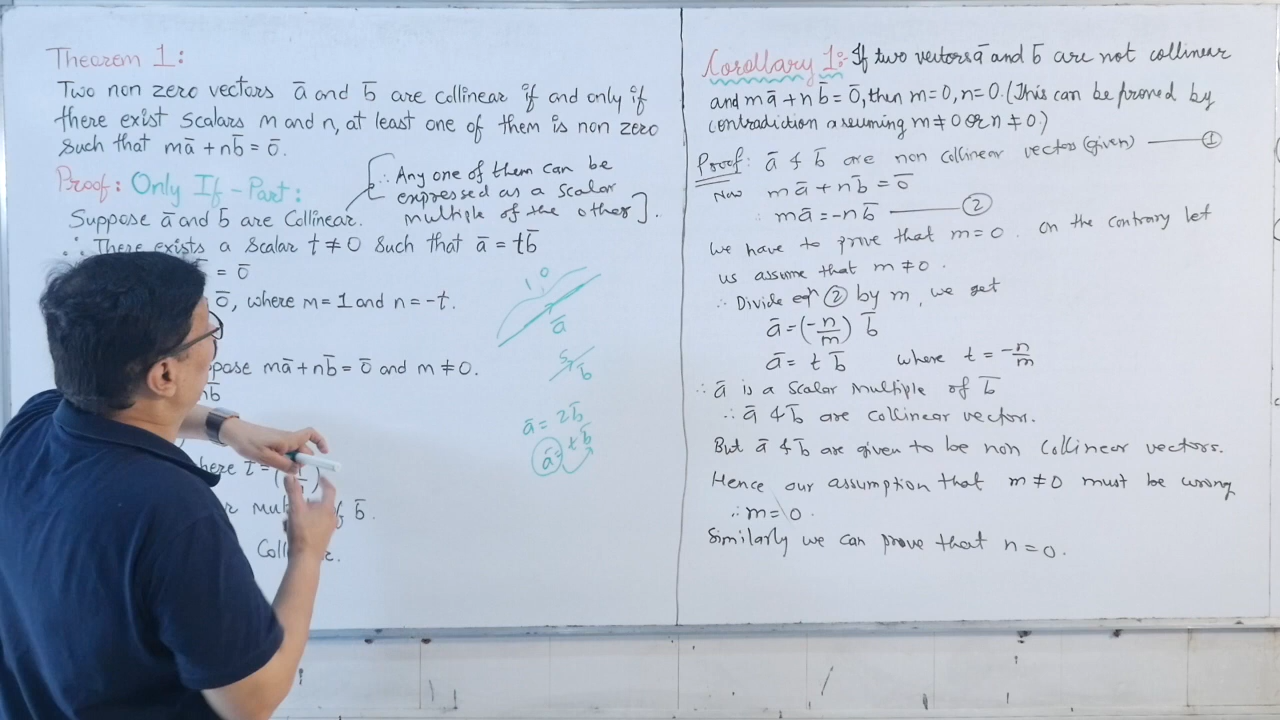 Theorem 1:
Two non zero vectors a̅ and b̅ are collinear if and only if
there exist scalars m and n, at least one of them is non zero
such that ma̅ + nb̅ = 0̅.
Proof: Only If - Part:
∴ Any one of them can be
expressed as a scalar
multiple of the other].
Suppose a̅ and b̅ are Collinear.
∴ There exists a scalar t ≠ 0 such that a̅ = tb̅
= 0̅
0̅, where m = 1 and n = -t.
pose ma̅ + nb̅ = 0̅ and m ≠ 0.
nb̅
here t =
b̅.
a̅
b̅
a̅ = 2b̅
a̅ = tb̅
Corollary 1:- If two vectors a̅ and b̅ are not collinear
and ma̅ + nb̅ = 0̅, then m = 0, n = 0. (This can be proved by
contradiction assuming m ≠ 0 or n ≠ 0.)
Proof: a̅ & b̅ are non collinear vectors (given) — ①
Now ma̅ + nb̅ = 0̅
∴ ma̅ = -nb̅ — ②
We have to prove that m = 0. On the contrary let
us assume that m ≠ 0.
∴ Divide eqn ② by m, we get
a̅ = (-n/m) b̅
a̅ = t b̅ where t = -n/m
∴ a̅ is a scalar multiple of b̅
∴ a̅ & b̅ are collinear vectors.
But a̅ & b̅ are given to be non collinear vectors.
Hence our assumption that m ≠ 0 must be wrong
∴ m = 0.
Similarly we can prove that n = 0.